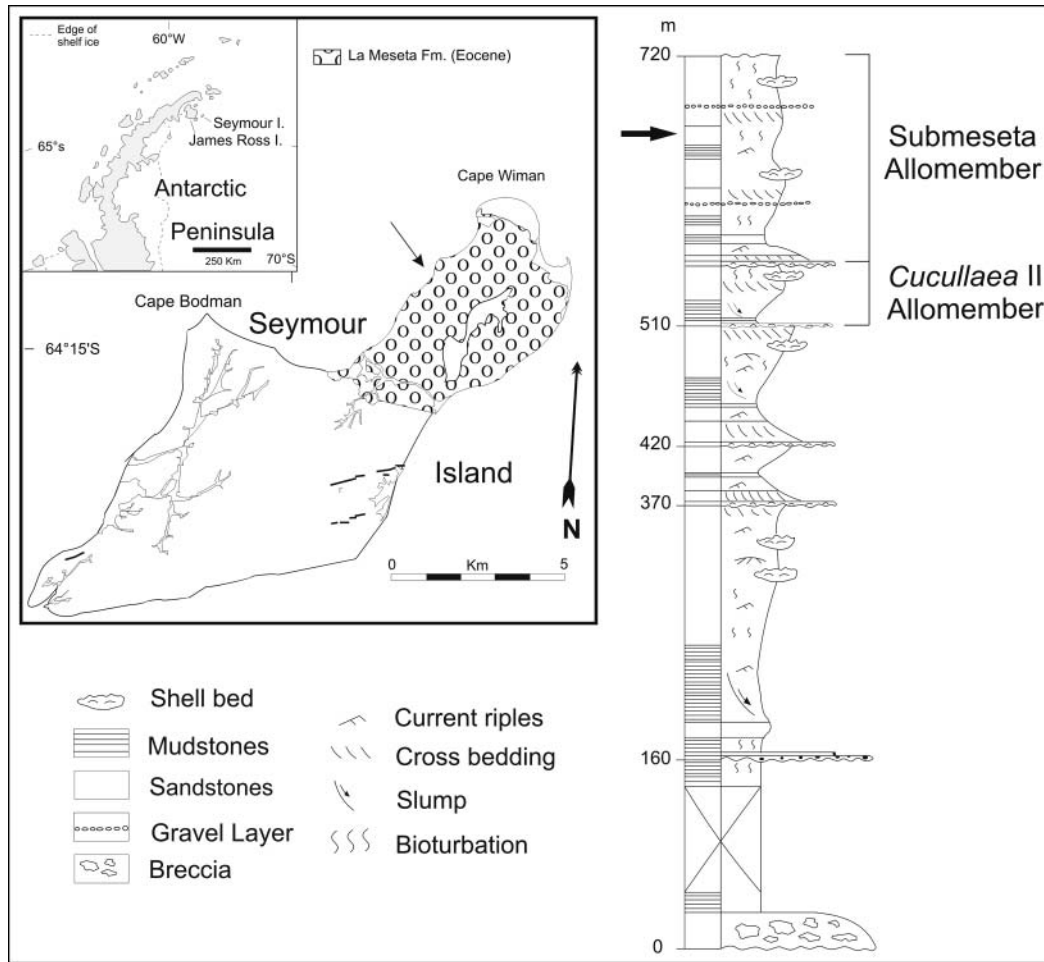 Edge of
shelf ice
60°W
65°s
Seymour I.
James Ross I.
Antarctic
Peninsula
250 Km
70°S
La Meseta Fm. (Eocene)
Cape Wiman
Cape Bodman
Seymour
64°15'S
Island
N
0 Km 5
Shell bed
Mudstones
Sandstones
Gravel Layer
Breccia
Current riples
Cross bedding
Slump
Bioturbation
m
720
Submeseta
Allomember
Cucullaea II
Allomember
510
420
370
160
0